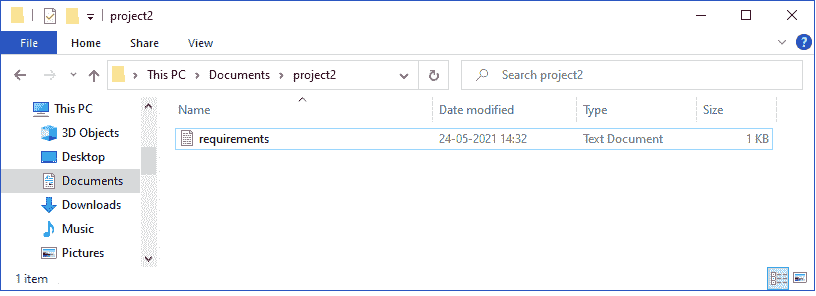 project2
File Home Share View
This PC Documents project2 Search project2
This PC
3D Objects
Desktop
Documents
Downloads
Music
Pictures
Name Date modified Type Size
requirements 24-05-2021 14:32 Text Document 1 KB
1 item